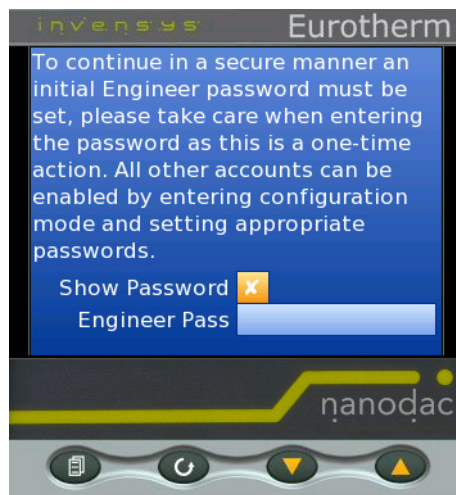 invensys Eurotherm
To continue in a secure manner an
initial Engineer password must be
set, please take care when entering
the password as this is a one-time
action. All other accounts can be
enabled by entering configuration
mode and setting appropriate
passwords.
Show Password
Engineer Pass
nanodac